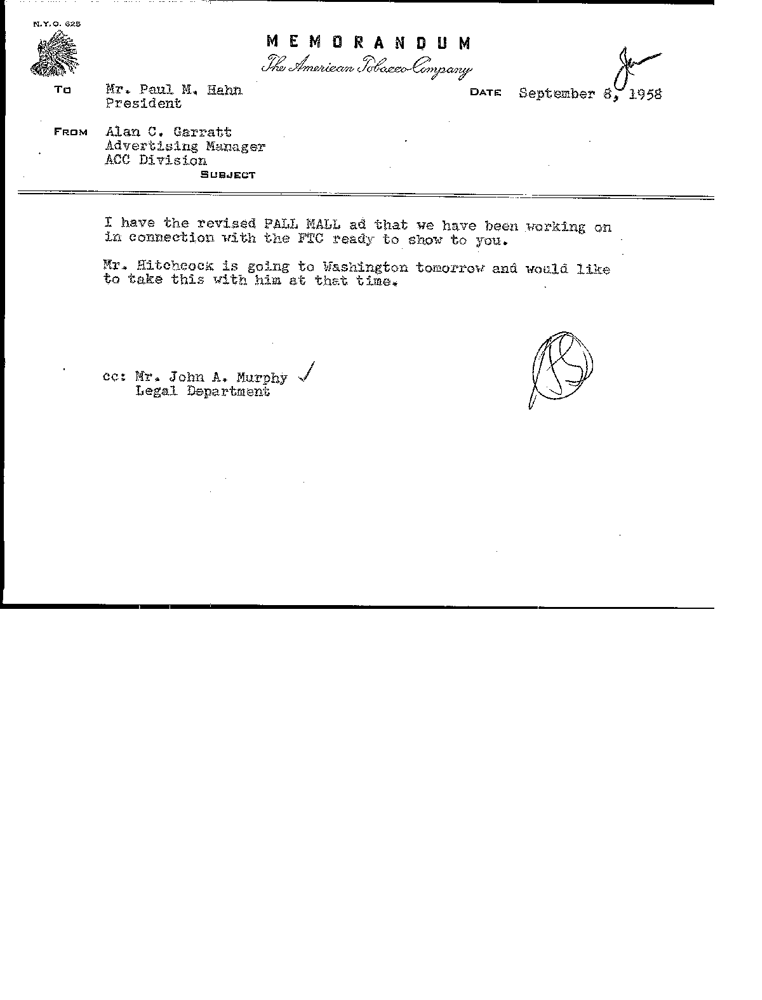 N.Y.O. 625
MEMORANDUM
The American Tobacco Company
TO Mr. Paul M. Hahn
President
DATE September 8, 1958
FROM Alan C. Garratt
Advertising Manager
ACC Division
SUBJECT
I have the revised PALL MALL ad that we have been working on
in connection with the FTC ready to show to you.
Mr. Hitchcock is going to Washington tomorrow and would like
to take this with him at that time.
cc: Mr. John A. Murphy ✓
Legal Department